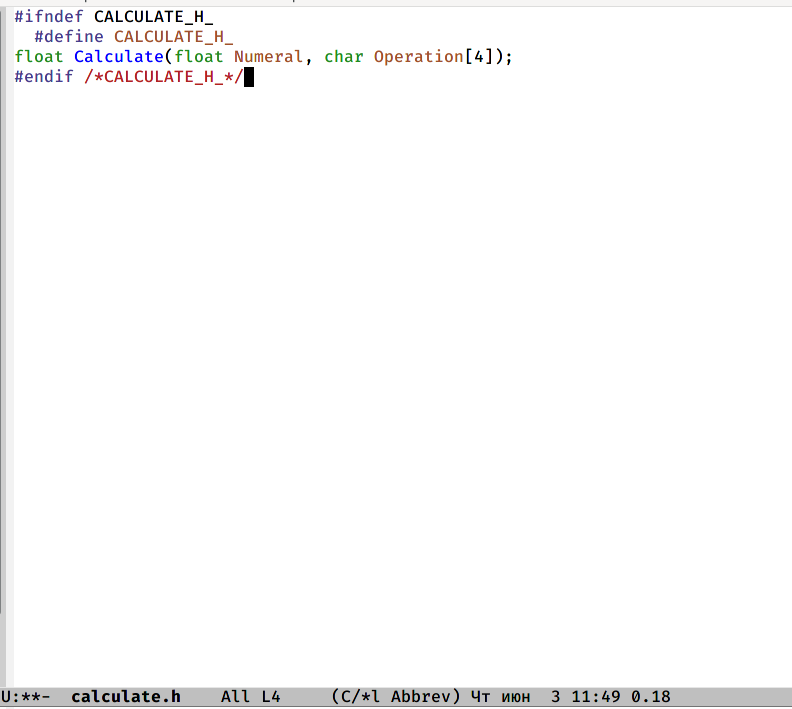 #ifndef CALCULATE_H_
#define CALCULATE_H_
float Calculate(float Numeral, char Operation[4]);
#endif /*CALCULATE_H_*/
U:**-  calculate.h    All L4     (C/*l Abbrev) Чт июн  3 11:49 0.18